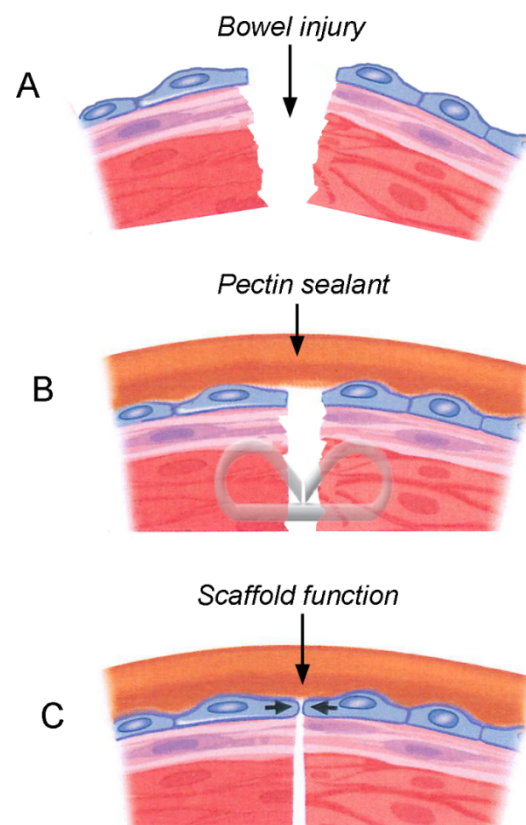 Bowel injury
A
Pectin sealant
B
Scaffold function
C